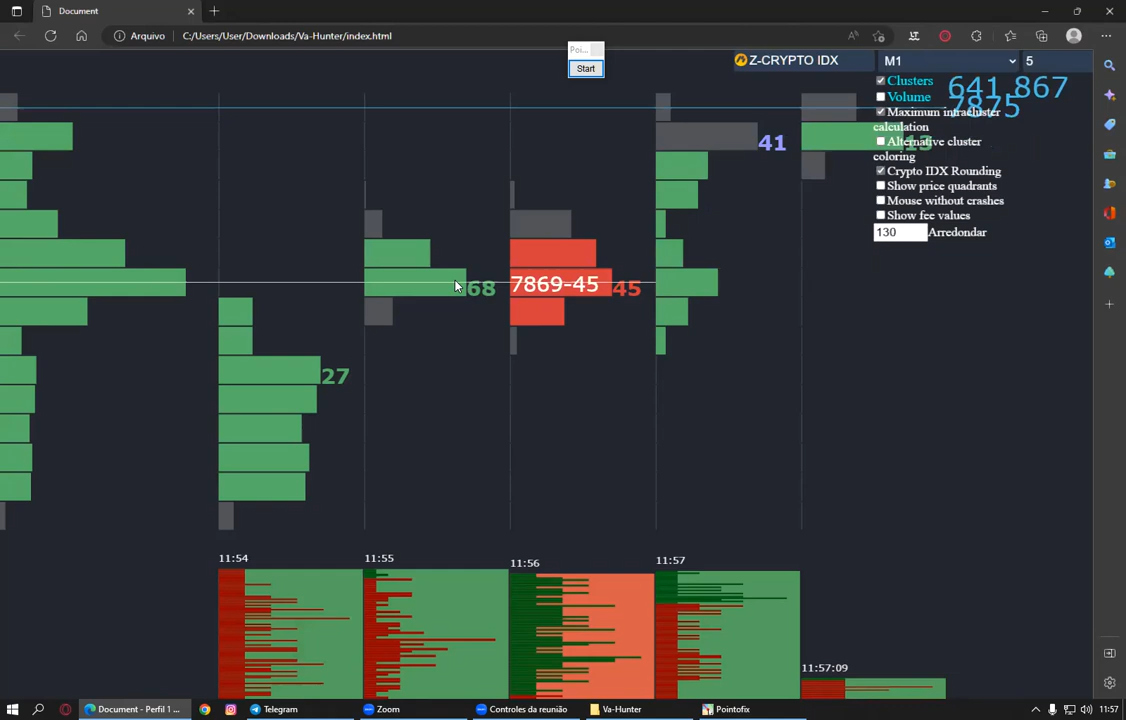 Document
Arquivo
C:/Users/User/Downloads/Va-Hunter/index.html
Poi...
Start
Z-CRYPTO IDX
M1
5
641.867
7875
Clusters
Volume
Maximum intracluster
calculation
Alternative cluster
coloring
Crypto IDX Rounding
Show price quadrants
Mouse without crashes
Show fee values
130
Arredondar
41
13
68
7869-45
45
27
11:54
11:55
11:56
11:57
11:57:09
Document - Perfil 1 ...
Telegram
Zoom
Controles da reunião
Va-Hunter
Pointofix
11:57